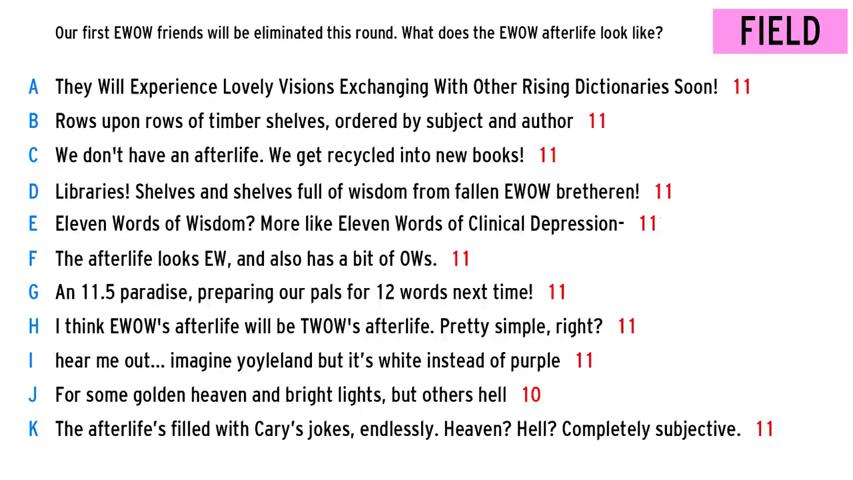 Our first EWOW friends will be eliminated this round. What does the EWOW afterlife look like?
FIELD
A They Will Experience Lovely Visions Exchanging With Other Rising Dictionaries Soon! 11
B Rows upon rows of timber shelves, ordered by subject and author 11
C We don't have an afterlife. We get recycled into new books! 11
D Libraries! Shelves and shelves full of wisdom from fallen EWOW bretheren! 11
E Eleven Words of Wisdom? More like Eleven Words of Clinical Depression- 11
F The afterlife looks EW, and also has a bit of OWs. 11
G An 11.5 paradise, preparing our pals for 12 words next time! 11
H I think EWOW's afterlife will be TWOW's afterlife. Pretty simple, right? 11
I hear me out... imagine yoyleland but it's white instead of purple 11
J For some golden heaven and bright lights, but others hell 10
K The afterlife's filled with Cary's jokes, endlessly. Heaven? Hell? Completely subjective. 11